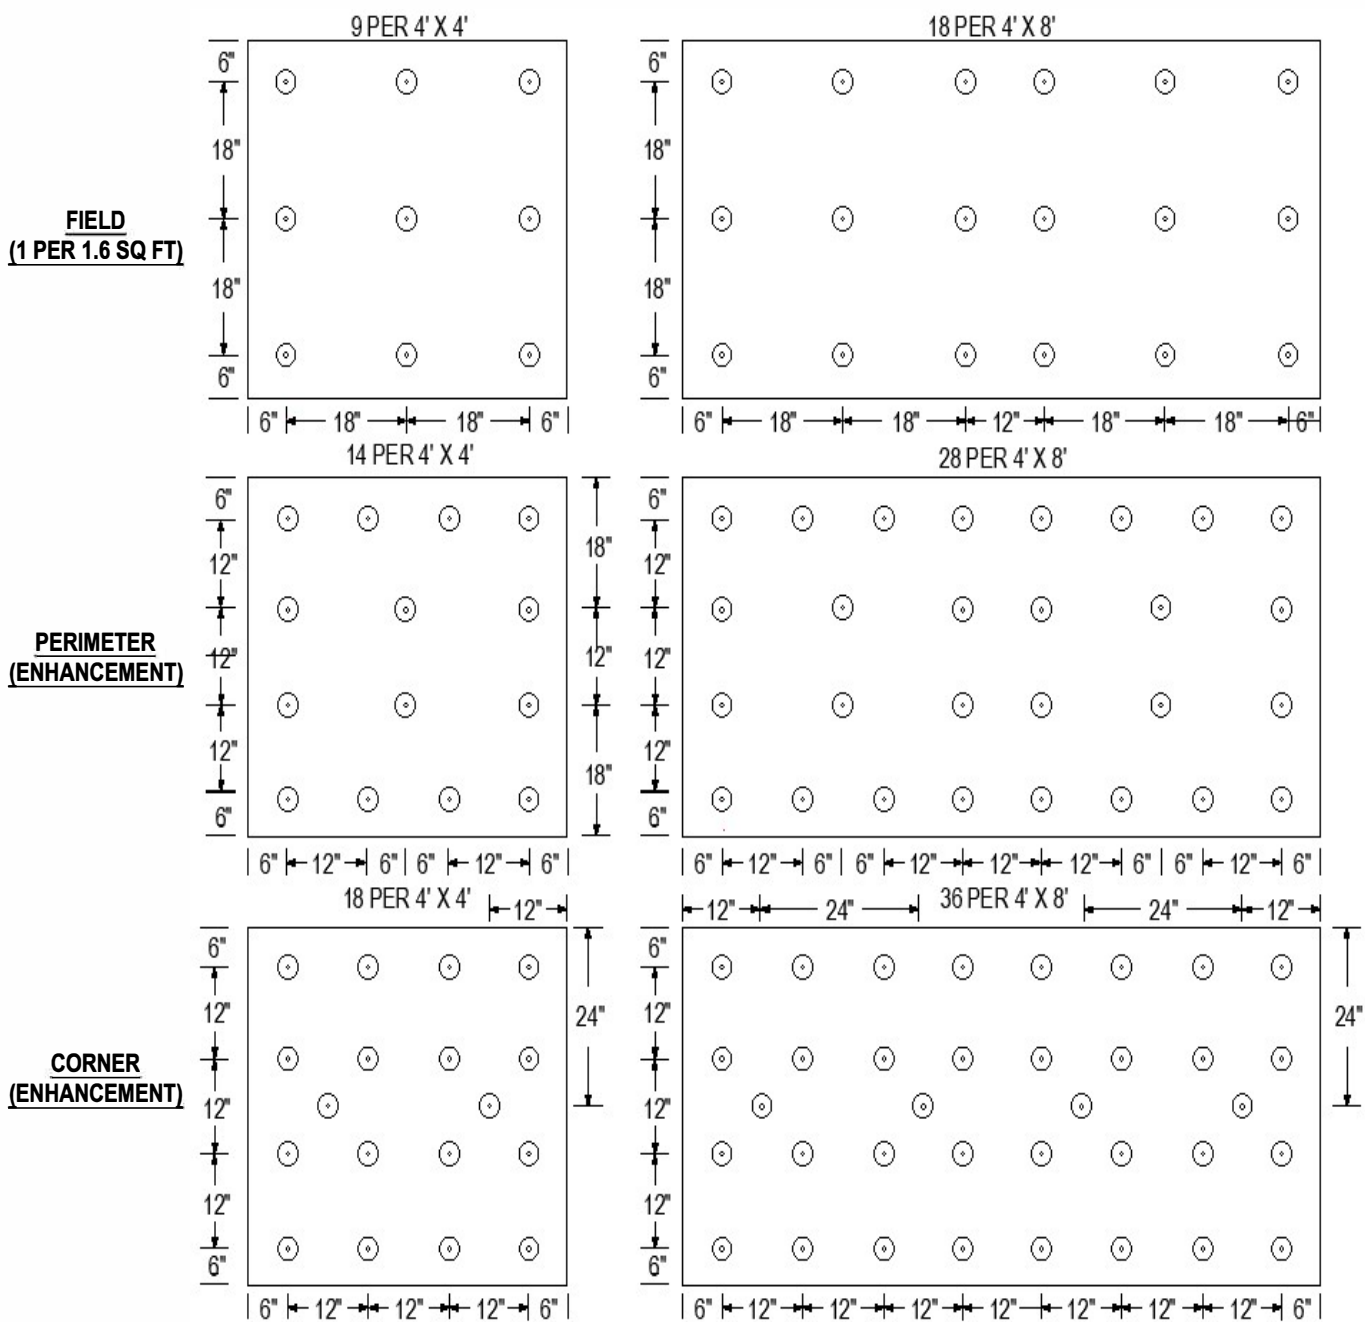 9 PER 4' X 4'
18 PER 4' X 8'
6"
18"
18"
6"
6"
18"
18"
6"
FIELD
(1 PER 1.6 SQ FT)
6" 18" 18" 6"
6" 18" 18" 12" 18" 18" 6"
14 PER 4' X 4'
28 PER 4' X 8'
6"
12"
12"
12"
6"
18"
12"
18"
6"
12"
12"
12"
6"
PERIMETER
(ENHANCEMENT)
6" 12" 6" 6" 12" 6"
6" 12" 6" 6" 12" 12" 12" 6" 6" 12" 6"
18 PER 4' X 4'
12"
12" 24" 36 PER 4' X 8' 24" 12"
6"
12"
12"
12"
6"
24"
6"
12"
12"
12"
6"
24"
CORNER
(ENHANCEMENT)
6" 12" 12" 12" 6"
6" 12" 12" 12" 12" 12" 12" 12" 6"